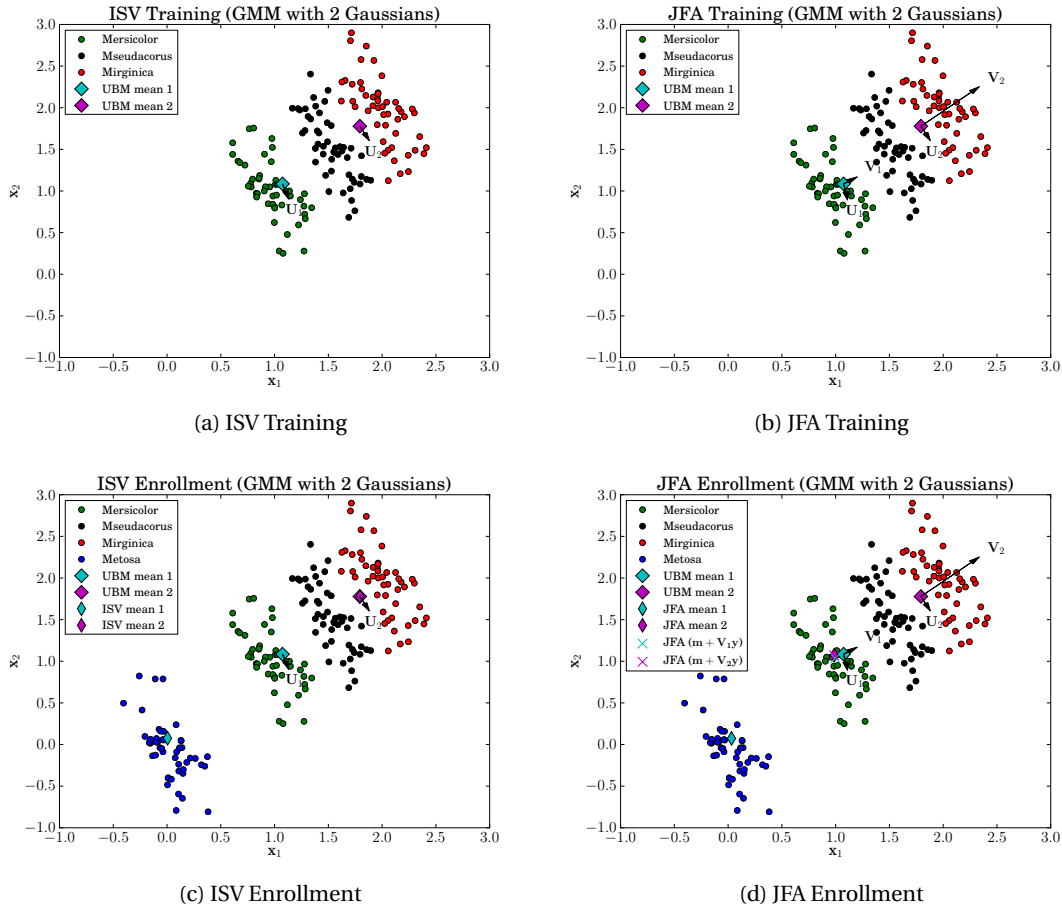 ISV Training (GMM with 2 Gaussians)
Mersicolor
Mseudacorus
Mirginica
UBM mean 1
UBM mean 2
U₂
U₁
x₂
3.0
2.5
2.0
1.5
1.0
0.5
0.0
−0.5
−1.0
−1.0 −0.5 0.0 0.5 1.0 1.5 2.0 2.5 3.0
x₁
(a) ISV Training
JFA Training (GMM with 2 Gaussians)
Mersicolor
Mseudacorus
Mirginica
UBM mean 1
UBM mean 2
V₂
U₂
V₁
U₁
x₂
3.0
2.5
2.0
1.5
1.0
0.5
0.0
−0.5
−1.0
−1.0 −0.5 0.0 0.5 1.0 1.5 2.0 2.5 3.0
x₁
(b) JFA Training
ISV Enrollment (GMM with 2 Gaussians)
Mersicolor
Mseudacorus
Mirginica
Metosa
UBM mean 1
UBM mean 2
ISV mean 1
ISV mean 2
U₂
U₁
x₂
3.0
2.5
2.0
1.5
1.0
0.5
0.0
−0.5
−1.0
−1.0 −0.5 0.0 0.5 1.0 1.5 2.0 2.5 3.0
x₁
(c) ISV Enrollment
JFA Enrollment (GMM with 2 Gaussians)
Mersicolor
Mseudacorus
Mirginica
Metosa
UBM mean 1
UBM mean 2
JFA mean 1
JFA mean 2
JFA (m + V₁y)
JFA (m + V₂y)
V₂
U₂
V₁
U₁
x₂
3.0
2.5
2.0
1.5
1.0
0.5
0.0
−0.5
−1.0
−1.0 −0.5 0.0 0.5 1.0 1.5 2.0 2.5 3.0
x₁
(d) JFA Enrollment